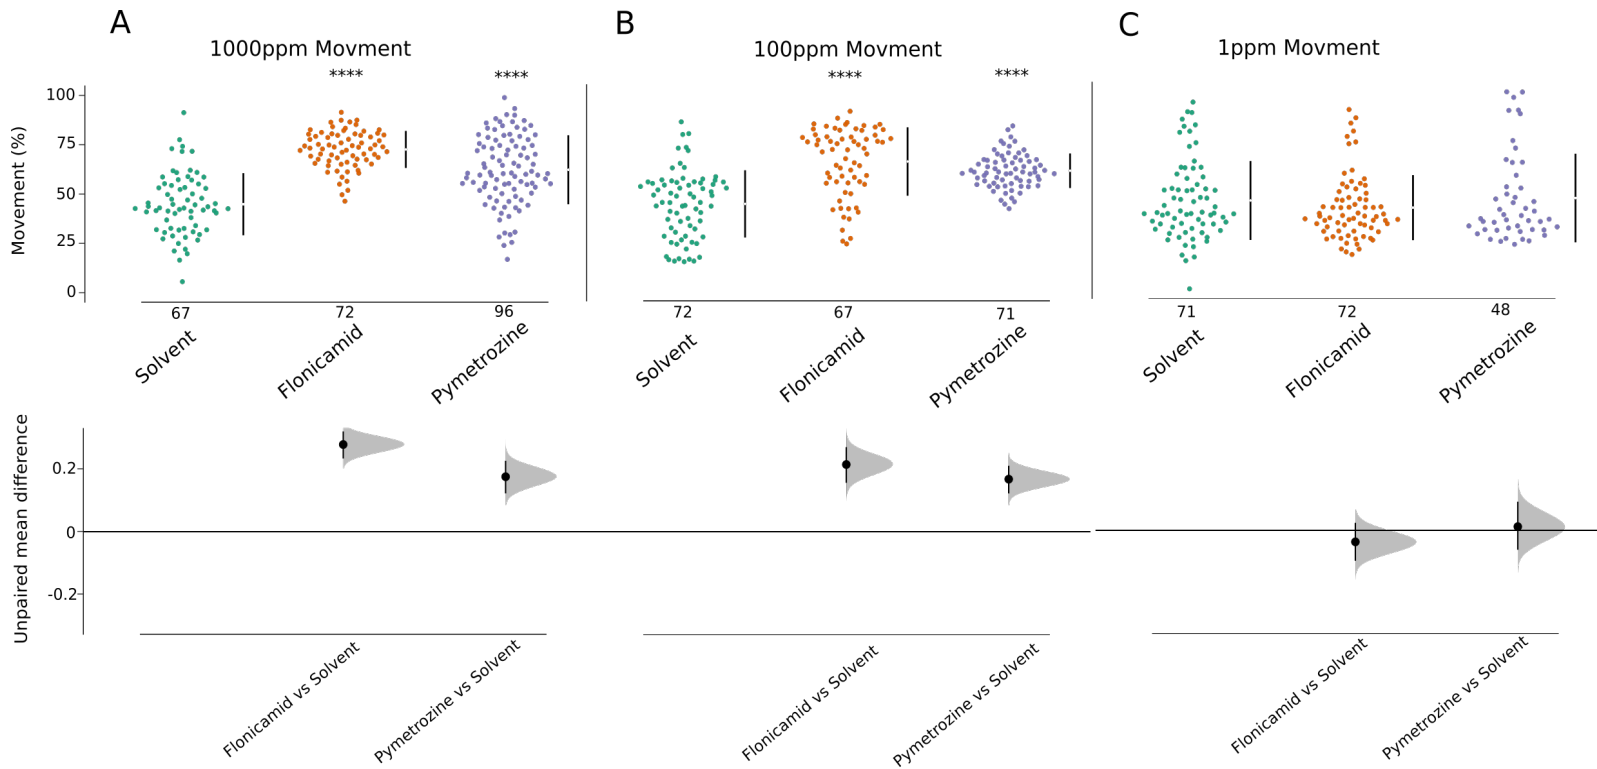 A
B
C
1000ppm Movment
100ppm Movment
1ppm Movment
**** ****
**** ****
Movement (%)
100
75
50
25
0
67 72 96
72 67 71
71 72 48
Solvent Flonicamid Pymetrozine
Solvent Flonicamid Pymetrozine
Solvent Flonicamid Pymetrozine
Unpaired mean difference
0.2
0
-0.2
Flonicamid vs Solvent Pymetrozine vs Solvent
Flonicamid vs Solvent Pymetrozine vs Solvent
Flonicamid vs Solvent Pymetrozine vs Solvent